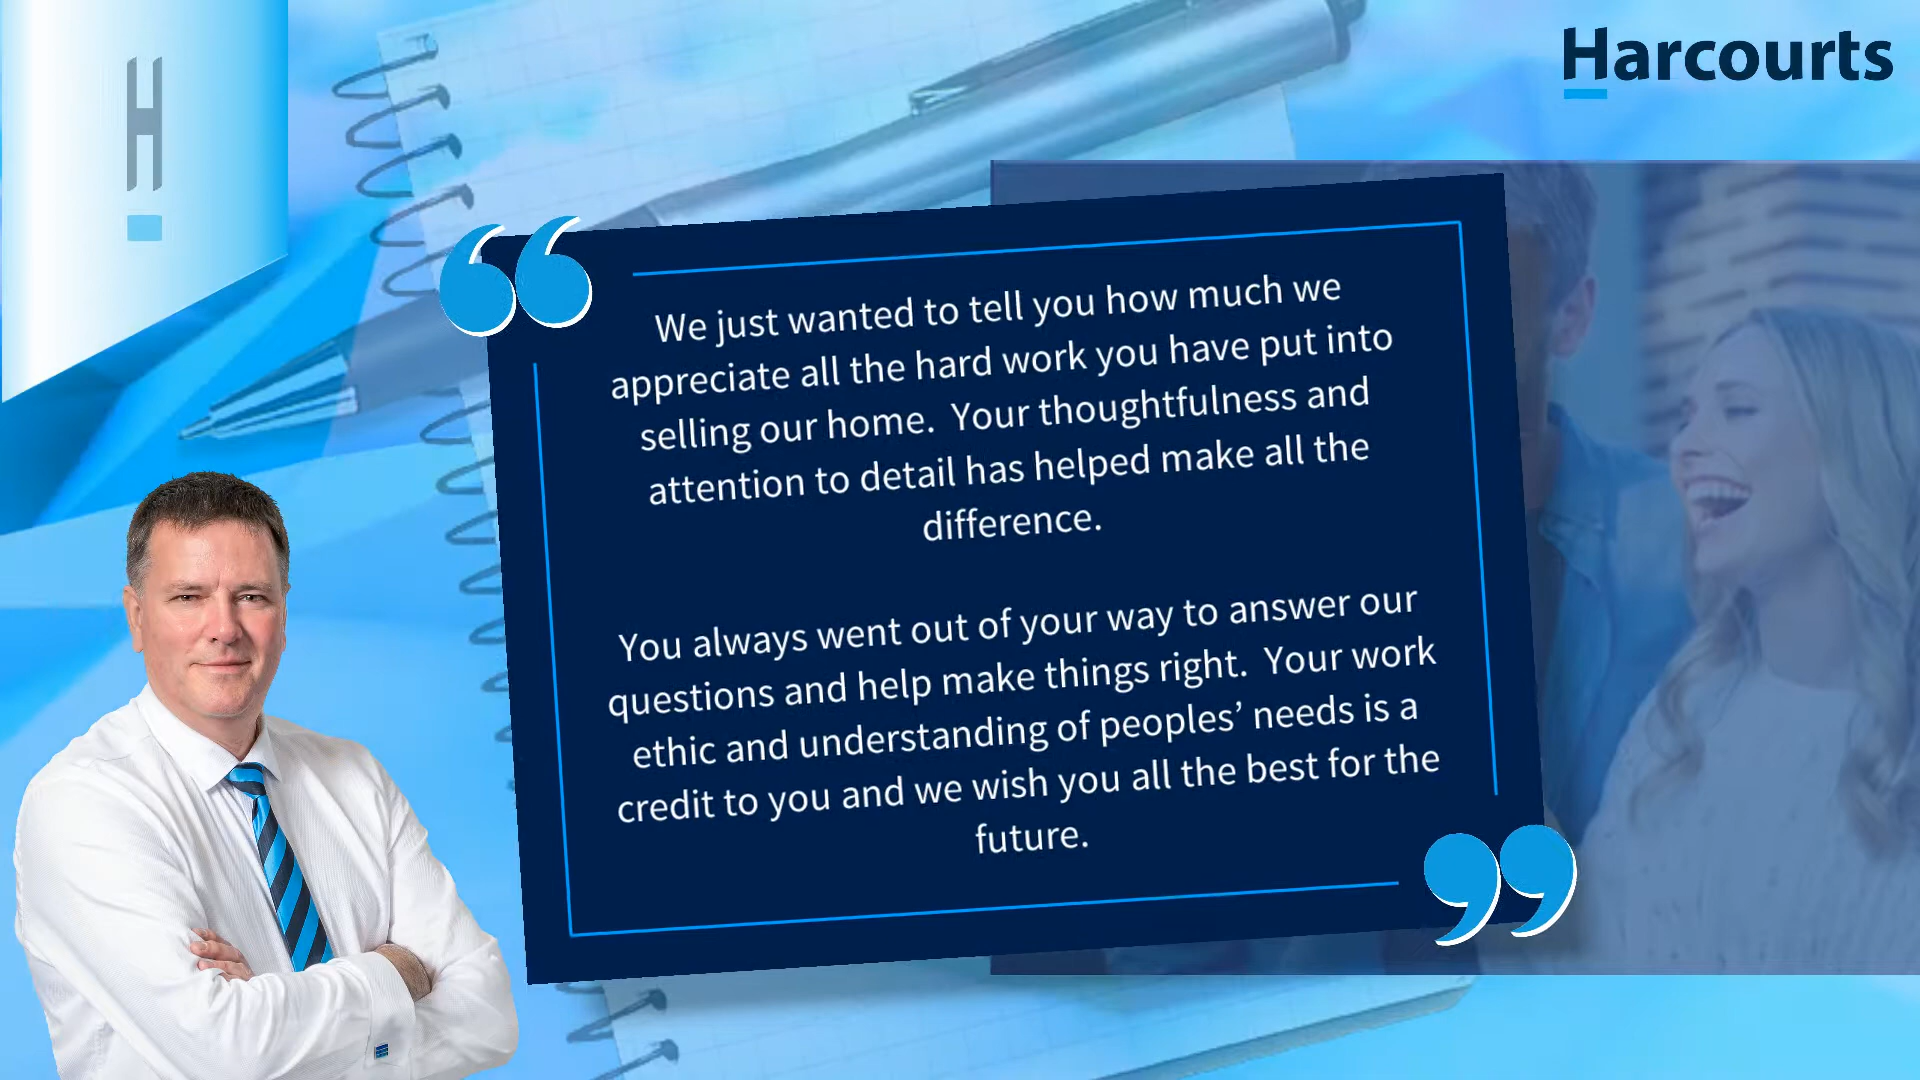 Harcourts
We just wanted to tell you how much we
appreciate all the hard work you have put into
selling our home.  Your thoughtfulness and
attention to detail has helped make all the
difference.
You always went out of your way to answer our
questions and help make things right.  Your work
ethic and understanding of peoples’ needs is a
credit to you and we wish you all the best for the
future.